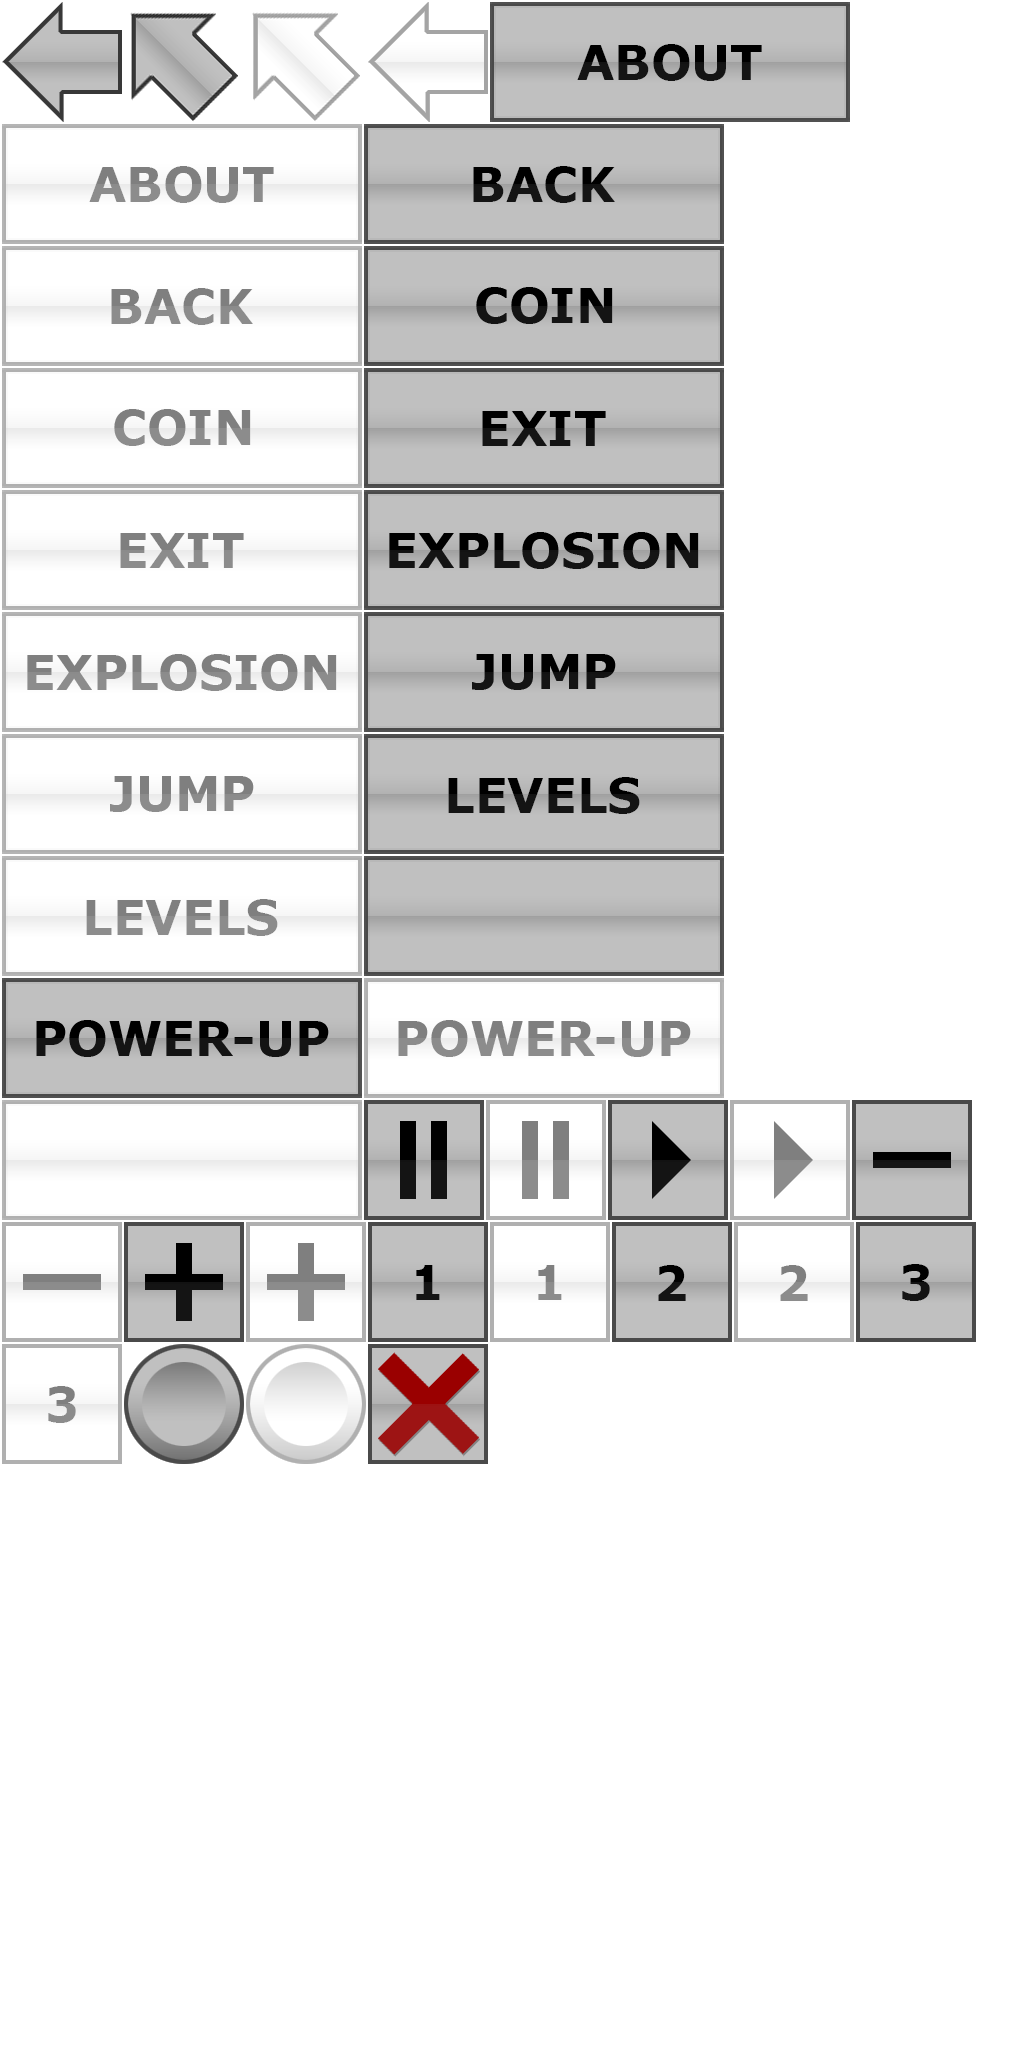 ABOUT
ABOUT BACK
BACK COIN
COIN EXIT
EXIT EXPLOSION
EXPLOSION JUMP
JUMP LEVELS
LEVELS
POWER-UP POWER-UP
1 1 2 2 3
3